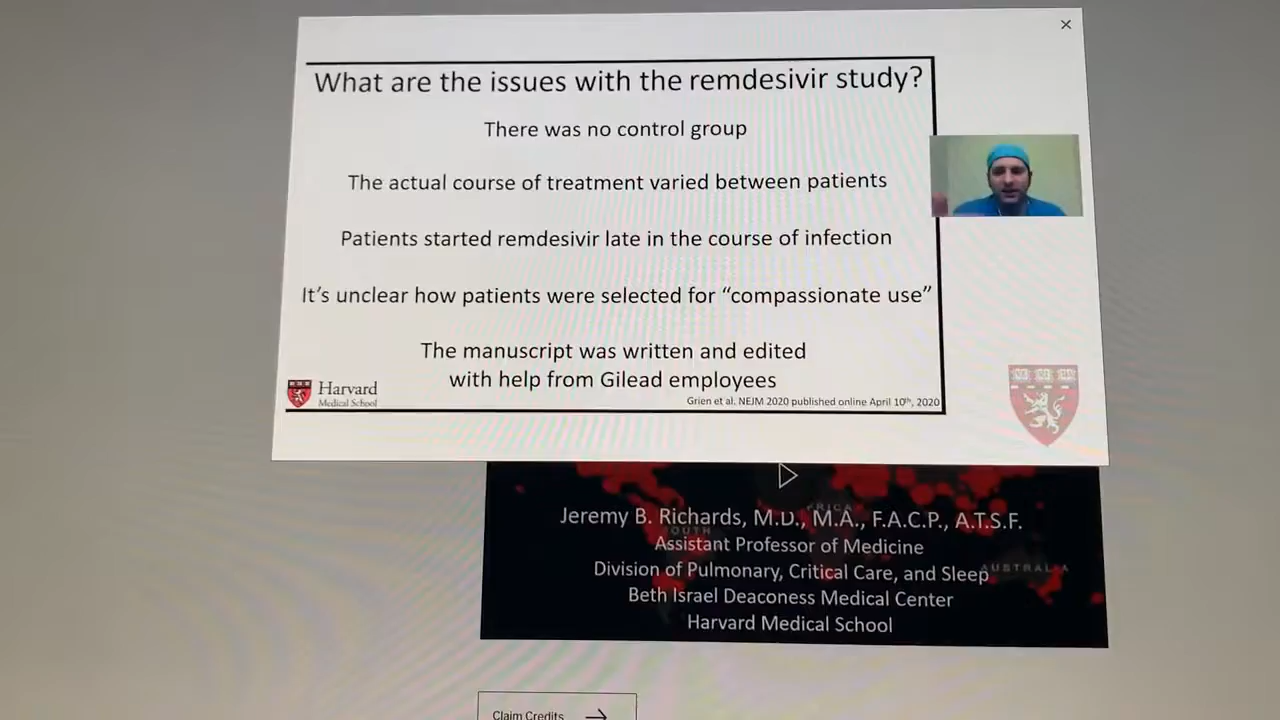 What are the issues with the remdesivir study?
There was no control group
The actual course of treatment varied between patients
Patients started remdesivir late in the course of infection
It's unclear how patients were selected for “compassionate use”
The manuscript was written and edited
with help from Gilead employees
Harvard
Medical School
Grien et al. NEJM 2020 published online April 10th, 2020
Jeremy B. Richards, M.D., M.A., F.A.C.P., A.T.S.F.
Assistant Professor of Medicine
Division of Pulmonary, Critical Care, and Sleep
AUSTRALIA
Beth Israel Deaconess Medical Center
Harvard Medical School
Claim Credits